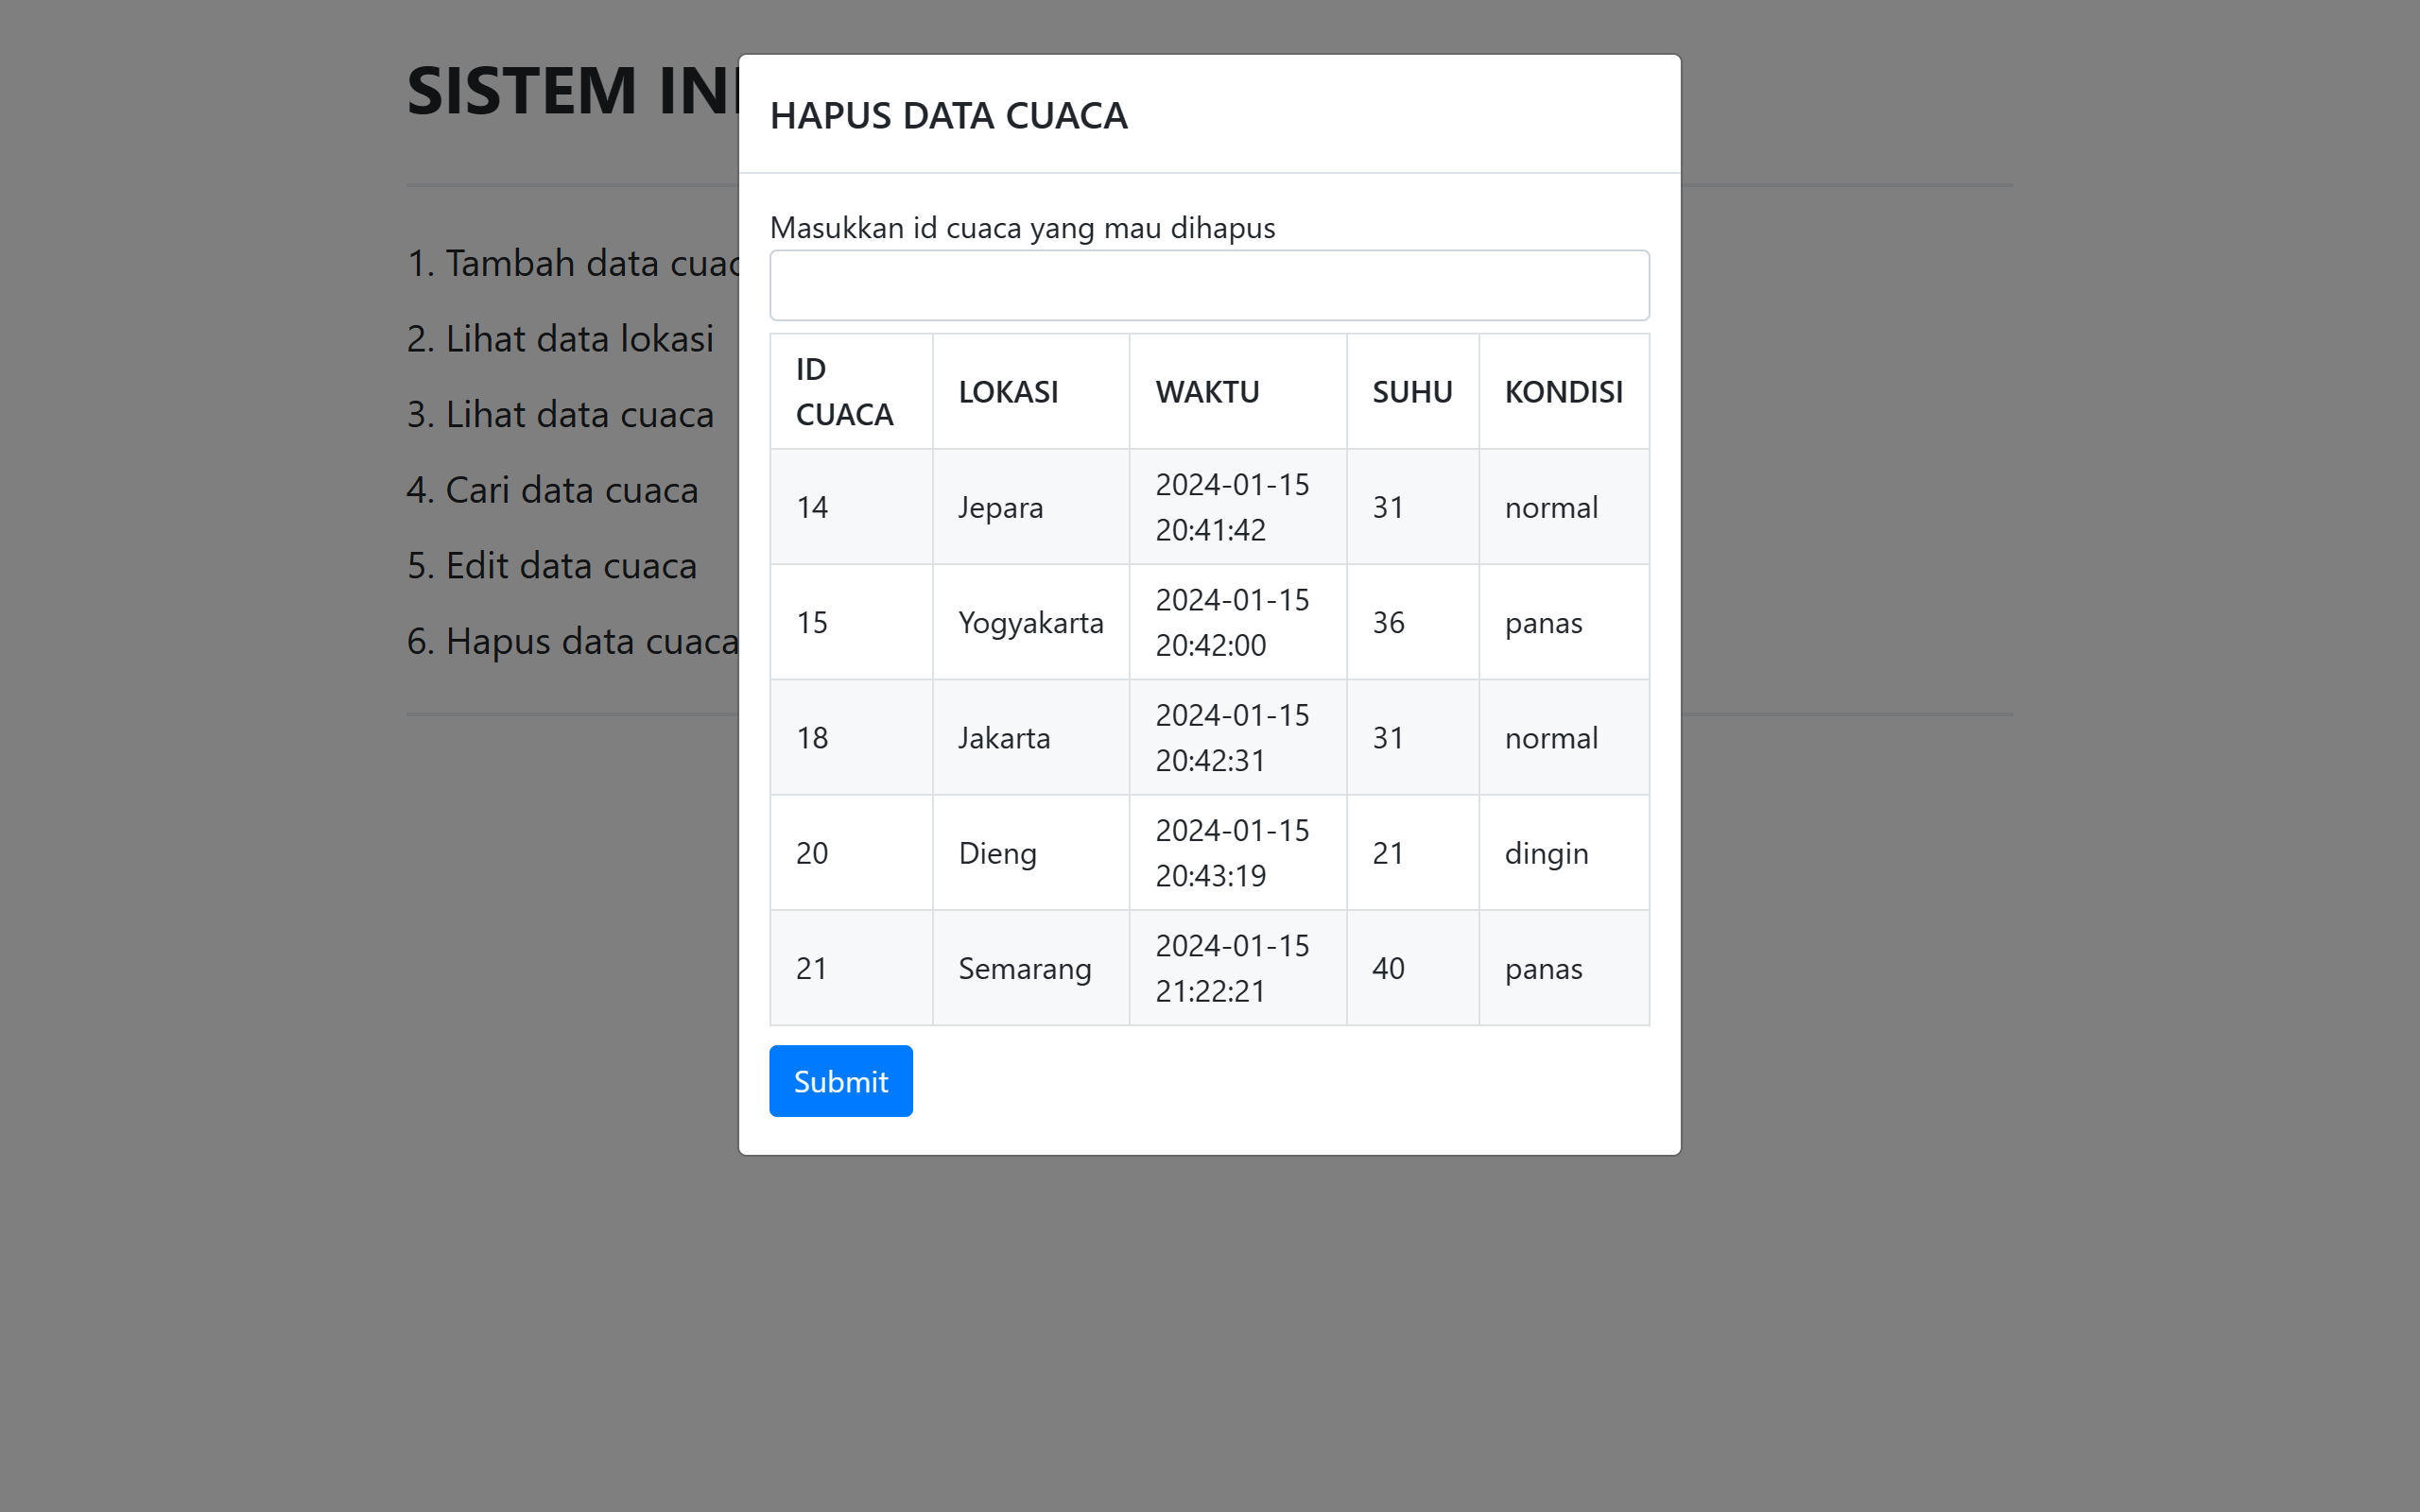 SISTEM
HAPUS DATA CUACA
Masukkan id cuaca yang mau dihapus
1. Tambah data
2. Lihat data lokasi
3. Lihat data cuaca
4. Cari data cuaca
5. Edit data cuaca
6. Hapus data cuaca
ID CUACA LOKASI WAKTU SUHU KONDISI
14 Jepara 2024-01-15 20:41:42 31 normal
15 Yogyakarta 2024-01-15 20:42:00 36 panas
18 Jakarta 2024-01-15 20:42:31 31 normal
20 Dieng 2024-01-15 20:43:19 21 dingin
21 Semarang 2024-01-15 21:22:21 40 panas
Submit